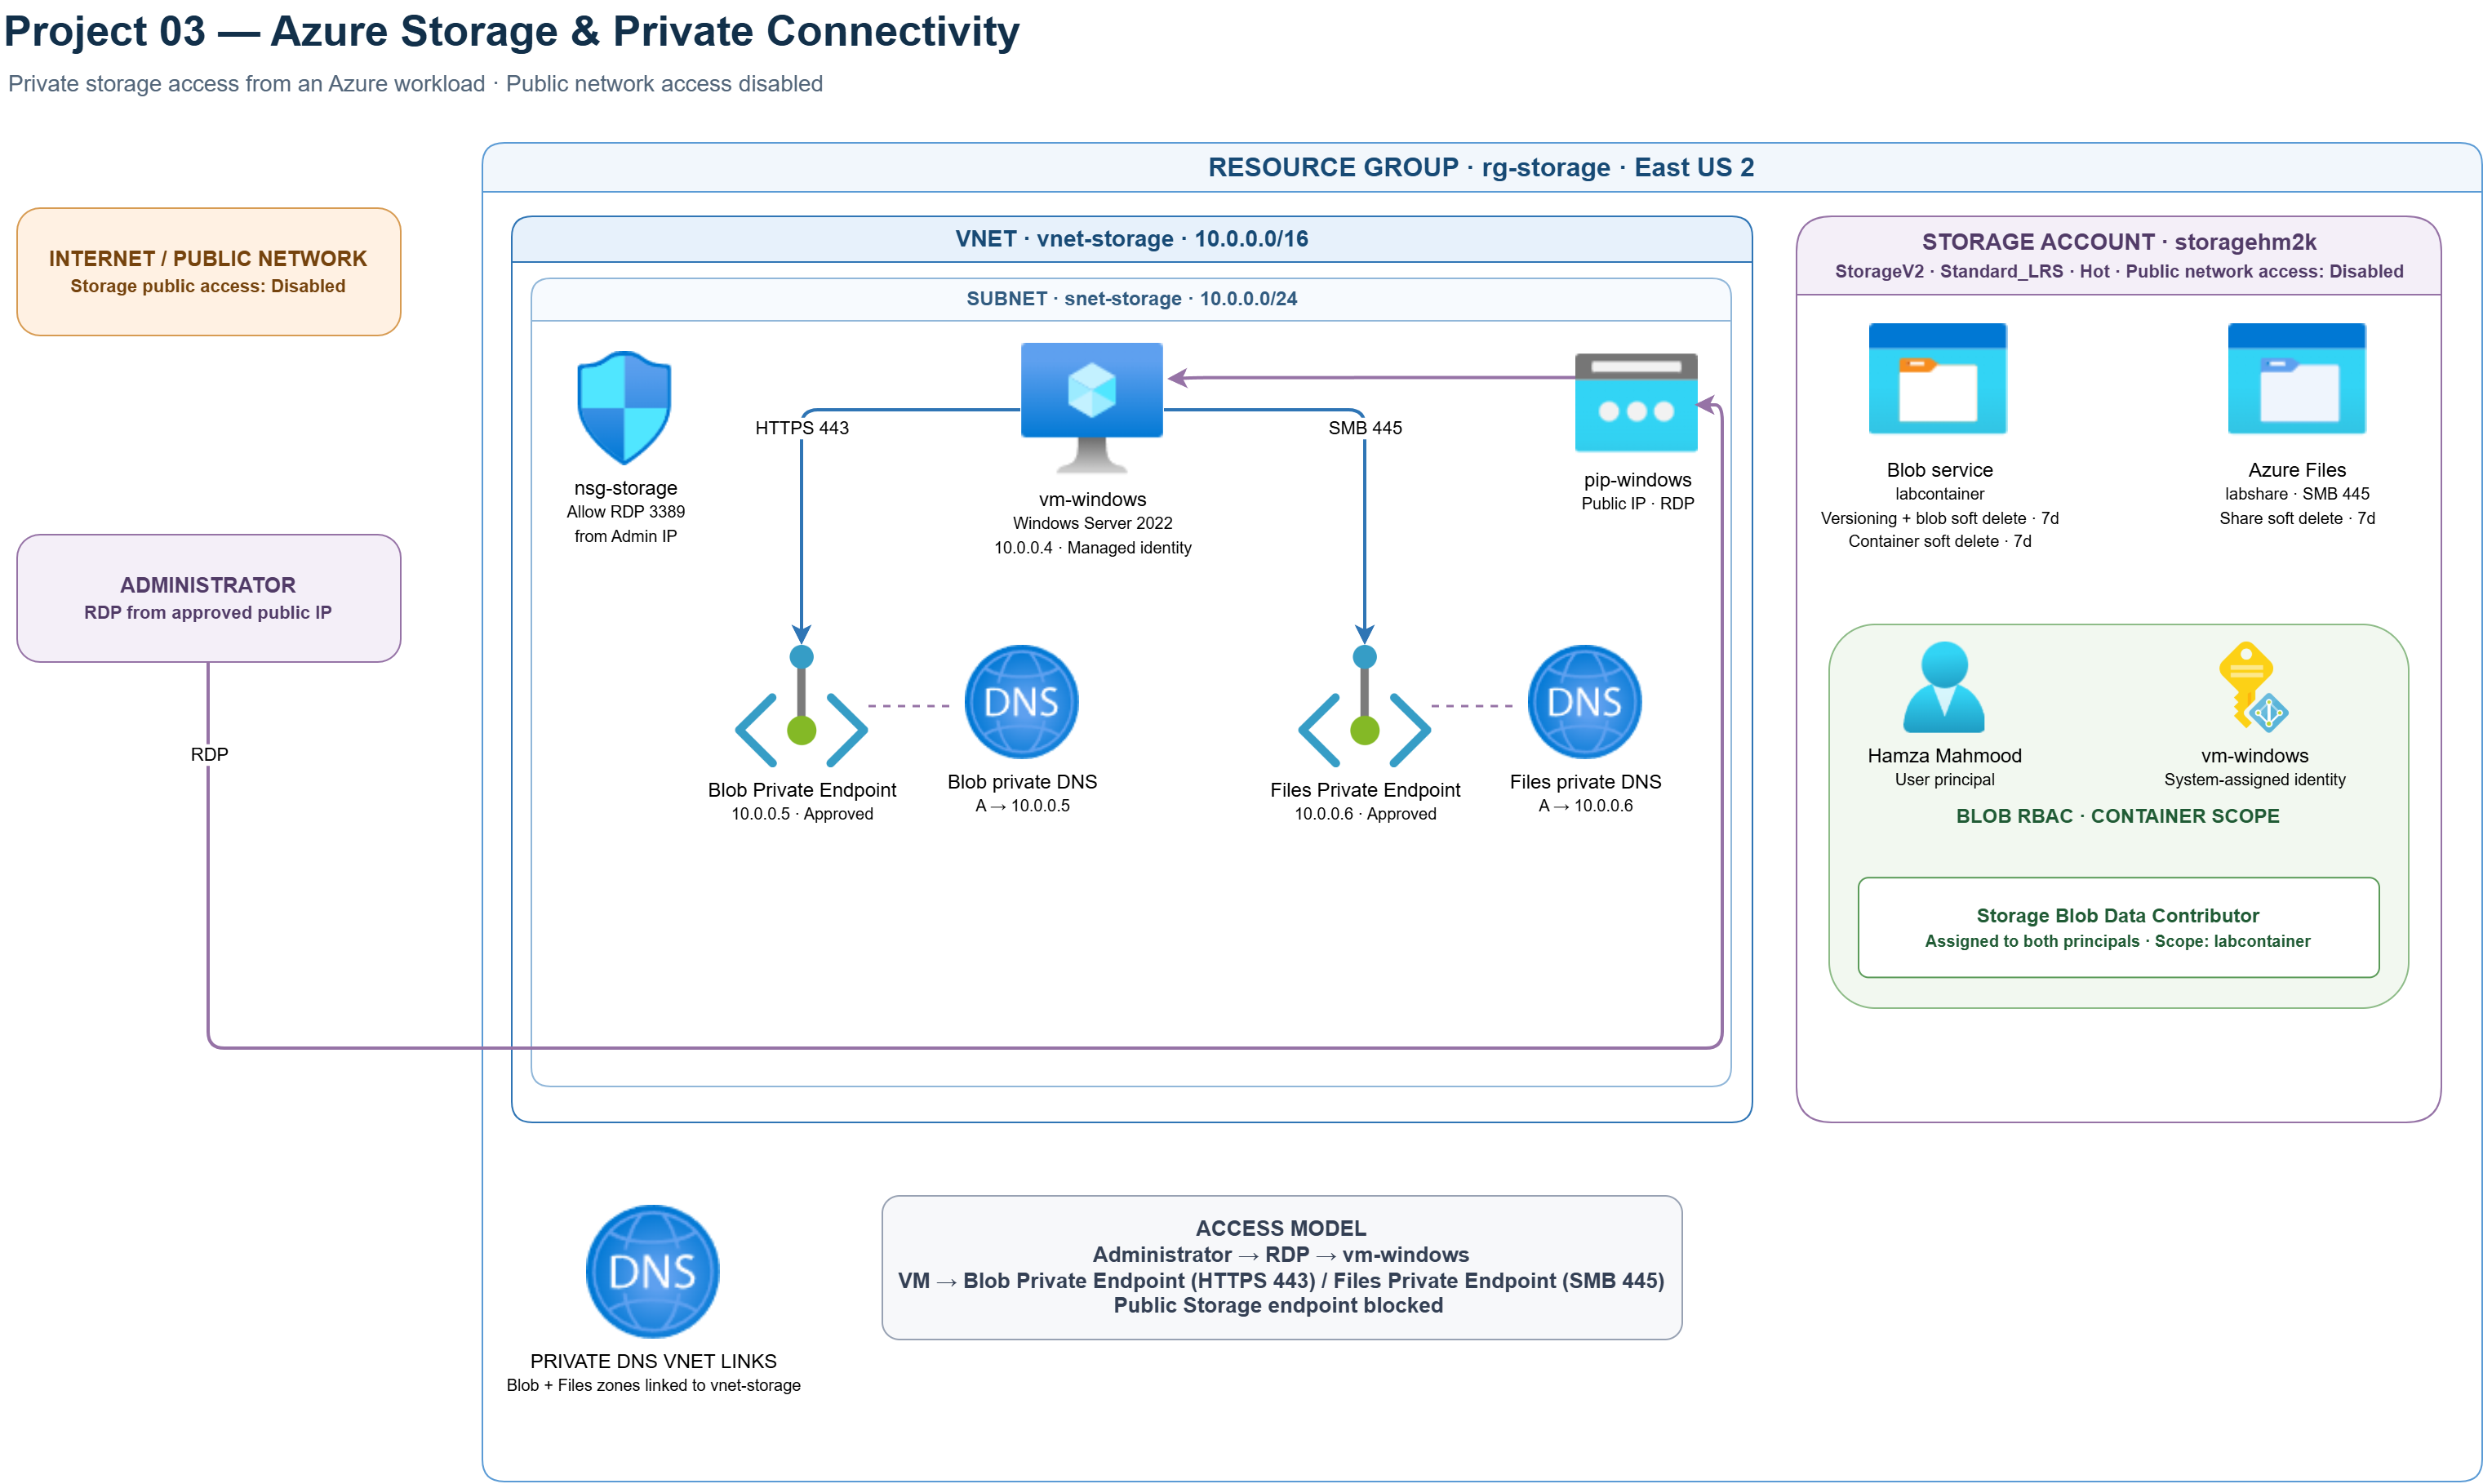 Project 03 — Azure Storage & Private Connectivity
Private storage access from an Azure workload · Public network access disabled
RESOURCE GROUP · rg-storage · East US 2
INTERNET / PUBLIC NETWORK
Storage public access: Disabled
ADMINISTRATOR
RDP from approved public IP
RDP
VNET · vnet-storage · 10.0.0.0/16
SUBNET · snet-storage · 10.0.0.0/24
nsg-storage
Allow RDP 3389
from Admin IP
HTTPS 443
vm-windows
Windows Server 2022
10.0.0.4 · Managed identity
SMB 445
pip-windows
Public IP · RDP
Blob Private Endpoint
10.0.0.5 · Approved
DNS
Blob private DNS
A → 10.0.0.5
Files Private Endpoint
10.0.0.6 · Approved
DNS
Files private DNS
A → 10.0.0.6
STORAGE ACCOUNT · storagehm2k
StorageV2 · Standard_LRS · Hot · Public network access: Disabled
Blob service
labcontainer
Versioning + blob soft delete · 7d
Container soft delete · 7d
Azure Files
labshare · SMB 445
Share soft delete · 7d
Hamza Mahmood
User principal
vm-windows
System-assigned identity
BLOB RBAC · CONTAINER SCOPE
Storage Blob Data Contributor
Assigned to both principals · Scope: labcontainer
DNS
PRIVATE DNS VNET LINKS
Blob + Files zones linked to vnet-storage
ACCESS MODEL
Administrator → RDP → vm-windows
VM → Blob Private Endpoint (HTTPS 443) / Files Private Endpoint (SMB 445)
Public Storage endpoint blocked